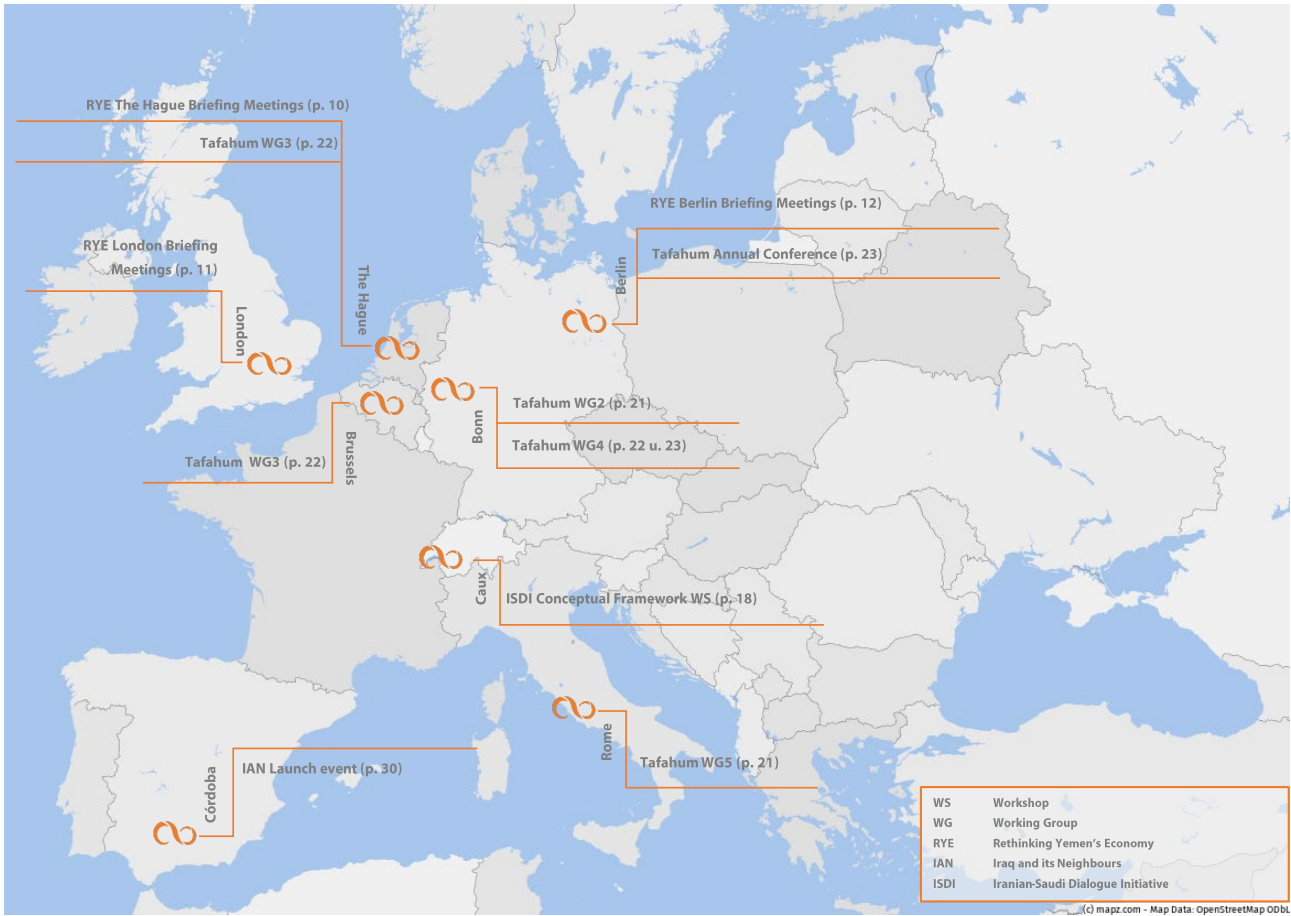 RYE The Hague Briefing Meetings (p. 10)
Tafahum WG3 (p. 22)
RYE London Briefing
Meetings (p. 11)
London
The Hague
RYE Berlin Briefing Meetings (p. 12)
Tafahum Annual Conference (p. 23)
Berlin
Brussels
Tafahum WG3 (p. 22)
Bonn
Tafahum WG2 (p. 21)
Tafahum WG4 (p. 22 u. 23)
Caux
ISDI Conceptual Framework WS (p. 18)
Rome
Tafahum WG5 (p. 21)
Córdoba
IAN Launch event (p. 30)
WS Workshop
WG Working Group
RYE Rethinking Yemen's Economy
IAN Iraq and its Neighbours
ISDI Iranian-Saudi Dialogue Initiative
(c) mapz.com - Map Data: OpenStreetMap ODbL